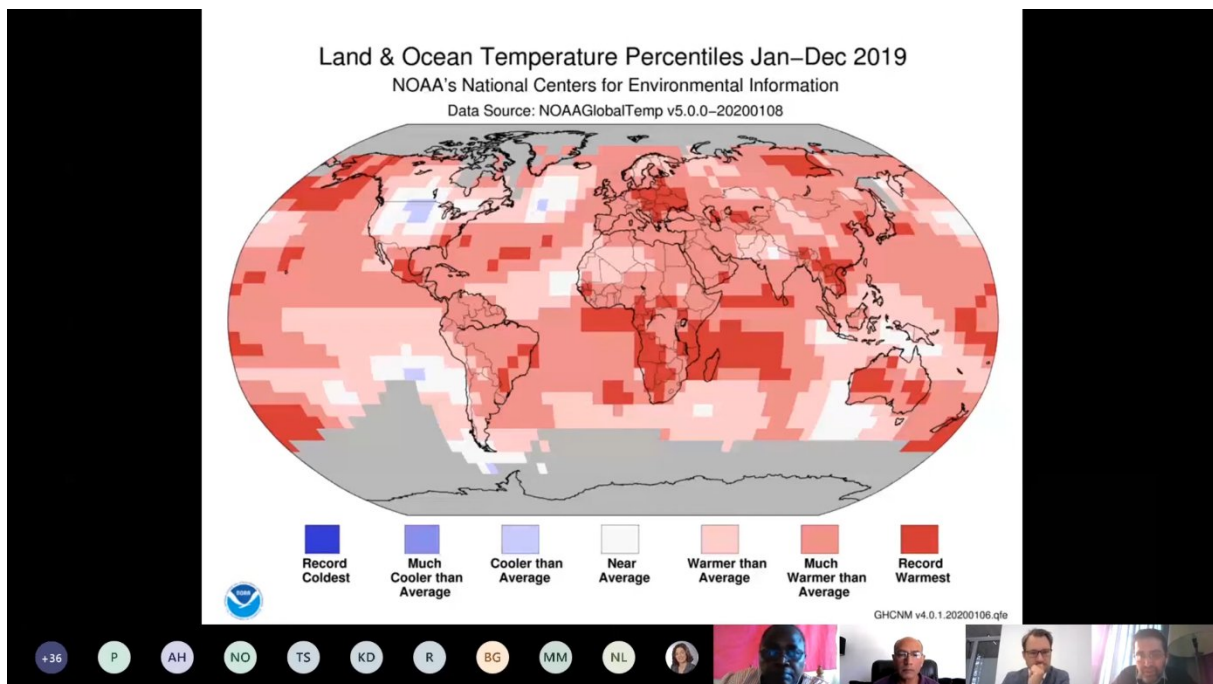 Land & Ocean Temperature Percentiles Jan–Dec 2019
NOAA's National Centers for Environmental Information
Data Source: NOAAGlobalTemp v5.0.0–20200108
Record
Coldest
Much
Cooler than
Average
Cooler than
Average
Near
Average
Warmer than
Average
Much
Warmer than
Average
Record
Warmest
NOAA
GHCNM v4.0.1.20200106.qfe
+36
P
AH
NO
TS
KD
R
BG
MM
NL